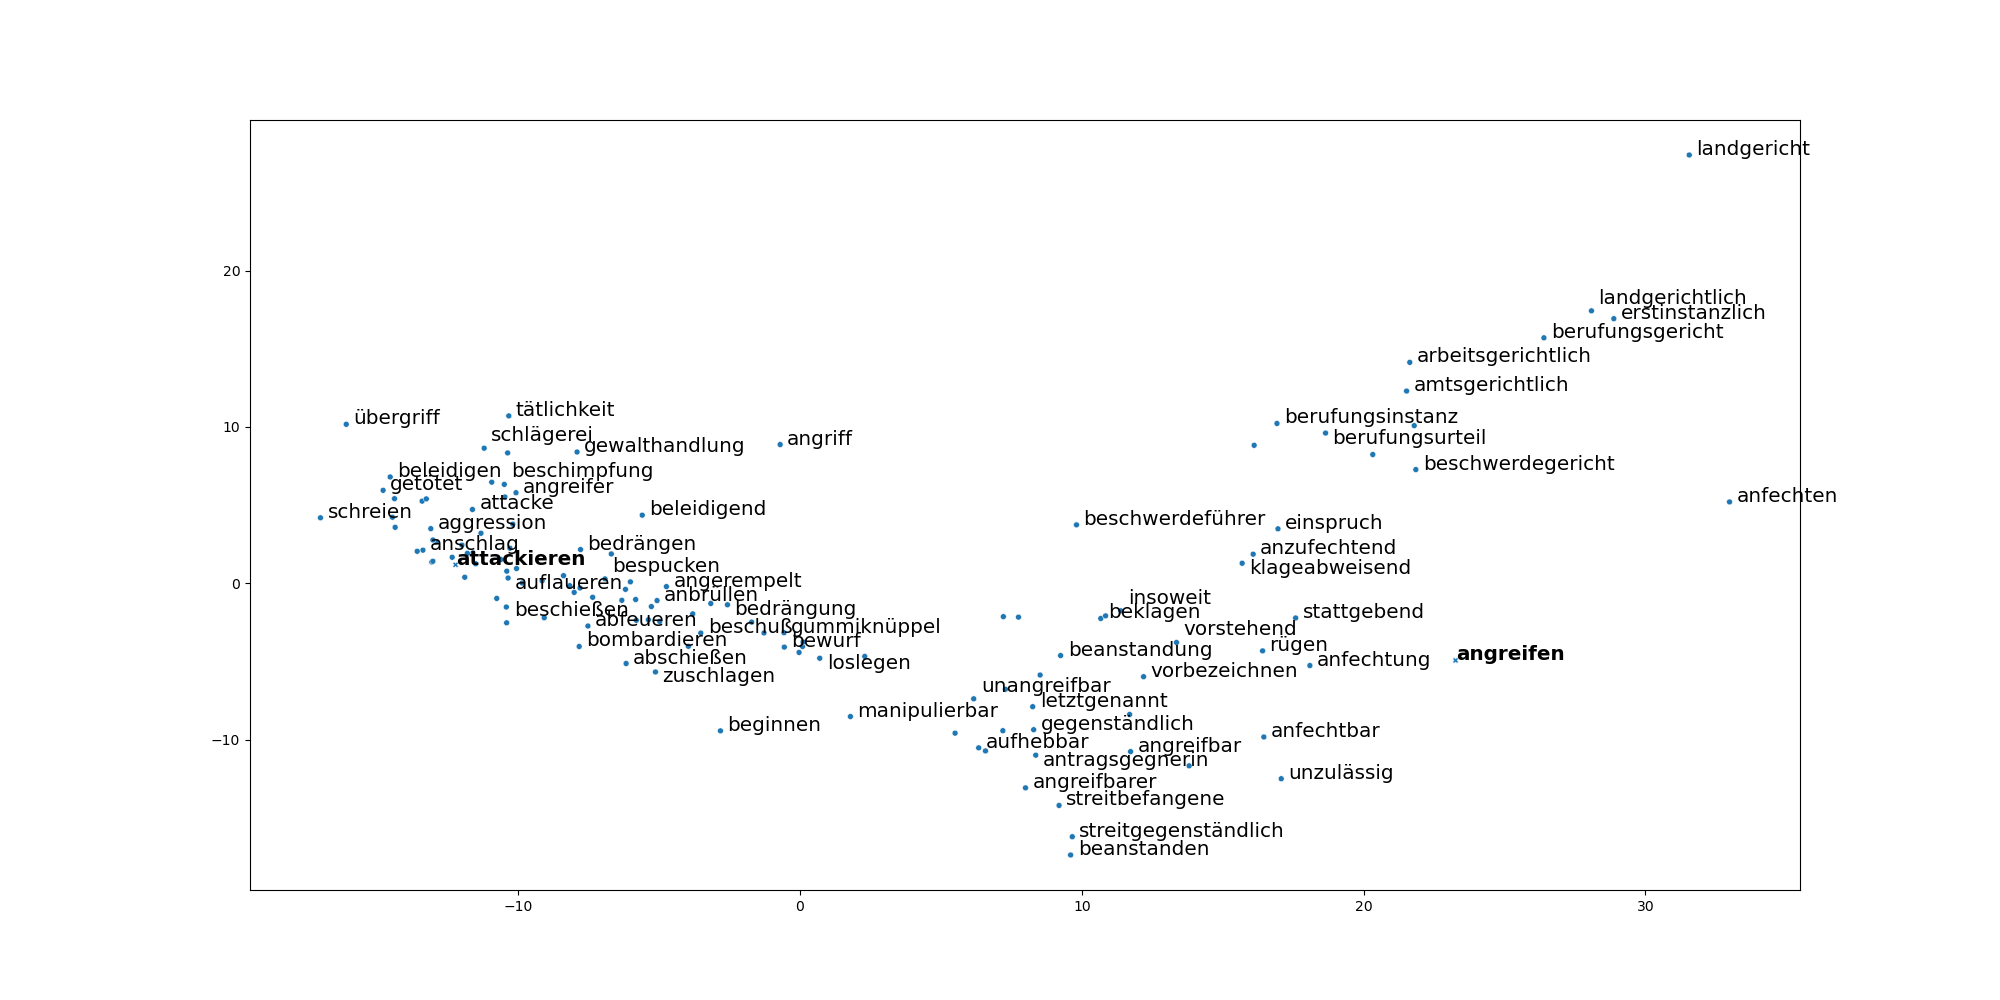 landgericht
landgerichtlich
erstinstanzlich
berufungsgericht
arbeitsgerichtlich
amtsgerichtlich
berufungsinstanz
berufungsurteil
beschwerdegericht
anfechten
tätlichkeit
übergriff
schlägerei
gewalthandlung
angriff
beleidigen
beschimpfung
getötet
angreifer
attacke
schreien
beleidigend
aggression
beschwerdeführer
einspruch
anschlag
bedrängen
anzufechtend
attackieren
bespucken
klageabweisend
auflaueren
angerempelt
anbrüllen
insoweit
beschießen
bedrängung
beklagen
stattgebend
abfeueren
beschuß
gummiknüppel
vorstehend
bombardieren
bewurf
beanstandung
rügen
angreifen
abschießen
loslegen
anfechtung
zuschlagen
vorbezeichnen
unangreifbar
manipulierbar
letztgenannt
beginnen
gegenständlich
anfechtbar
aufhebbar
angreifbar
antragsgegnerin
unzulässig
angreifbarer
streitbefangene
streitgegenständlich
beanstanden
20
10
0
−10
−10
0
10
20
30